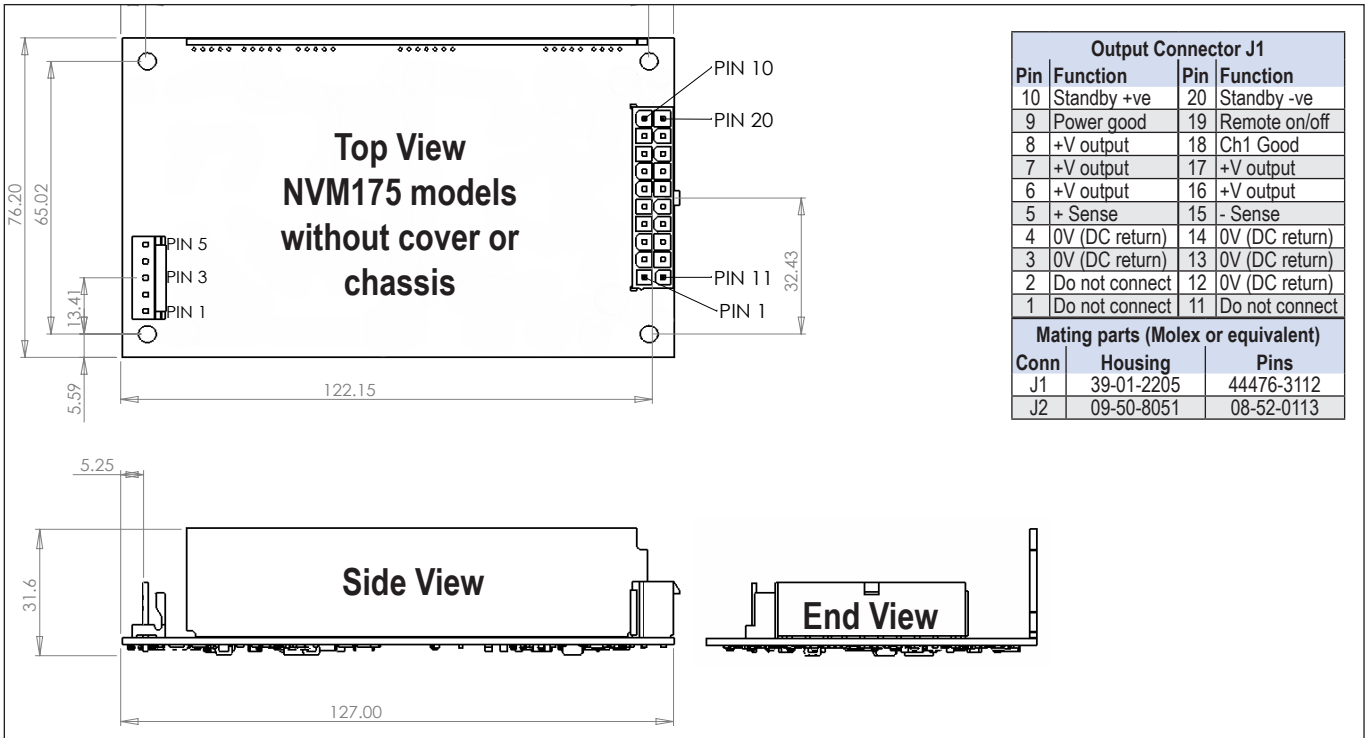 PIN 10
PIN 20
PIN 11
PIN 1
PIN 5
PIN 3
PIN 1
Top View
NVM175 models
without cover or
chassis
76.20
65.02
13.41
5.59
32.43
122.15
Output Connector J1
Pin Function Pin Function
10 Standby +ve 20 Standby -ve
9 Power good 19 Remote on/off
8 +V output 18 Ch1 Good
7 +V output 17 +V output
6 +V output 16 +V output
5 + Sense 15 - Sense
4 0V (DC return) 14 0V (DC return)
3 0V (DC return) 13 0V (DC return)
2 Do not connect 12 0V (DC return)
1 Do not connect 11 Do not connect
Mating parts (Molex or equivalent)
Conn Housing Pins
J1 39-01-2205 44476-3112
J2 09-50-8051 08-52-0113
5.25
31.6
Side View
End View
127.00